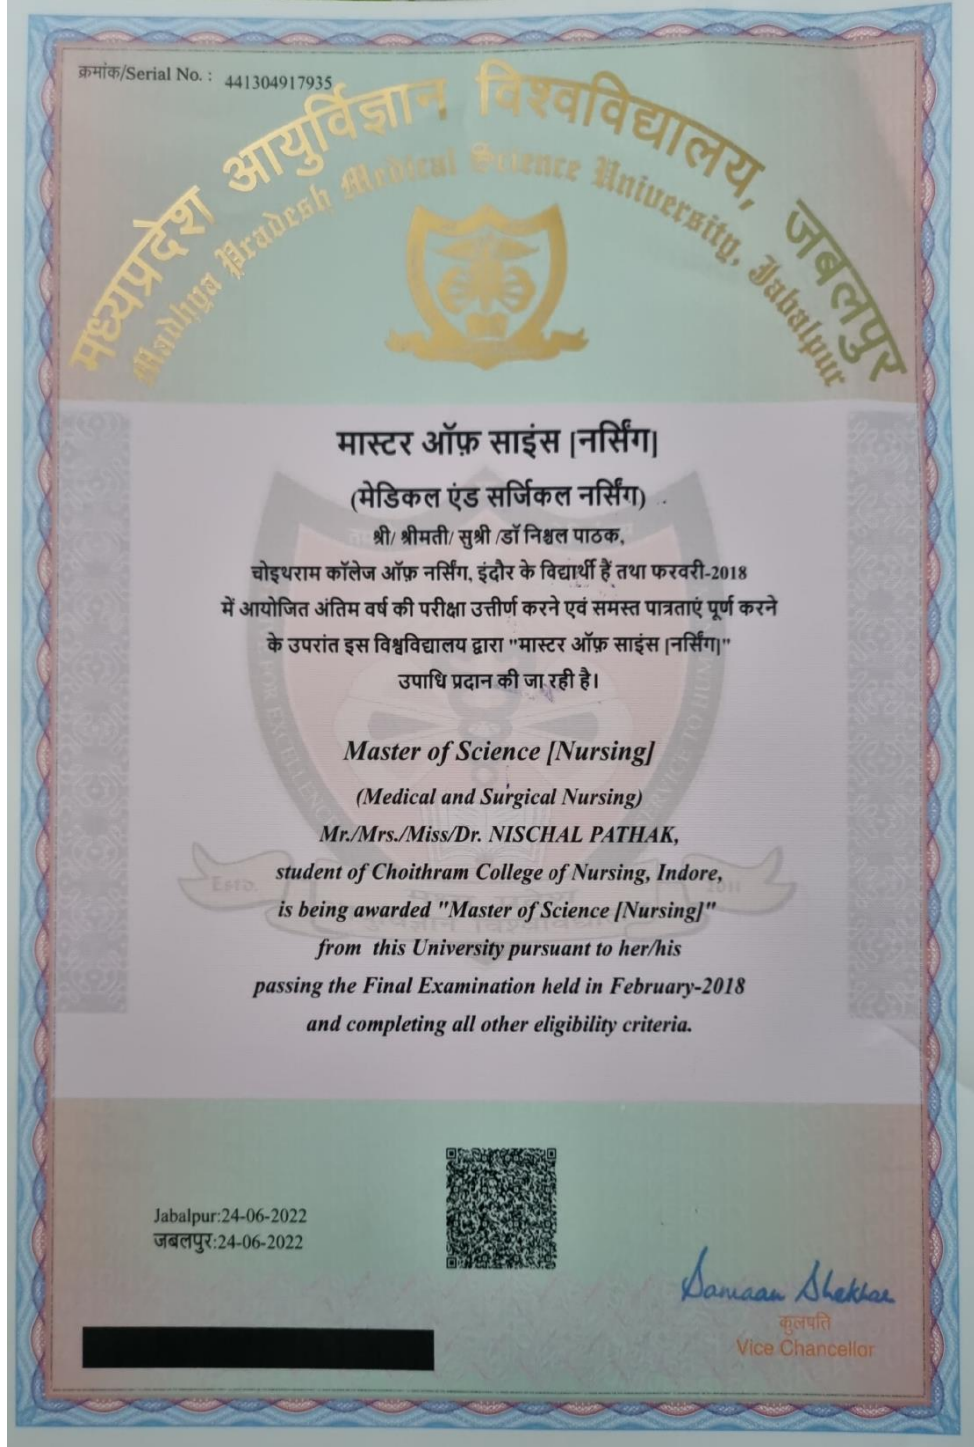 क्रमांक/Serial No. : 441304917935
मध्यप्रदेश आयुर्विज्ञान विश्वविद्यालय, जबलपुर
Madhya Pradesh Medical Science University, Jabalpur
मास्टर ऑफ़ साइंस [नर्सिंग]
(मेडिकल एंड सर्जिकल नर्सिंग)
श्री/ श्रीमती/ सुश्री /डॉ निश्चल पाठक,
चोइथराम कॉलेज ऑफ़ नर्सिंग, इंदौर के विद्यार्थी हैं तथा फरवरी-2018
में आयोजित अंतिम वर्ष की परीक्षा उत्तीर्ण करने एवं समस्त पात्रताएं पूर्ण करने
के उपरांत इस विश्वविद्यालय द्वारा "मास्टर ऑफ़ साइंस [नर्सिंग]"
उपाधि प्रदान की जा रही है।
Master of Science [Nursing]
(Medical and Surgical Nursing)
Mr./Mrs./Miss/Dr. NISCHAL PATHAK,
student of Choithram College of Nursing, Indore,
is being awarded "Master of Science [Nursing]"
from this University pursuant to her/his
passing the Final Examination held in February-2018
and completing all other eligibility criteria.
Estd. 2011
Jabalpur:24-06-2022
जबलपुर:24-06-2022
Samaan Shekhar
कुलपति
Vice Chancellor